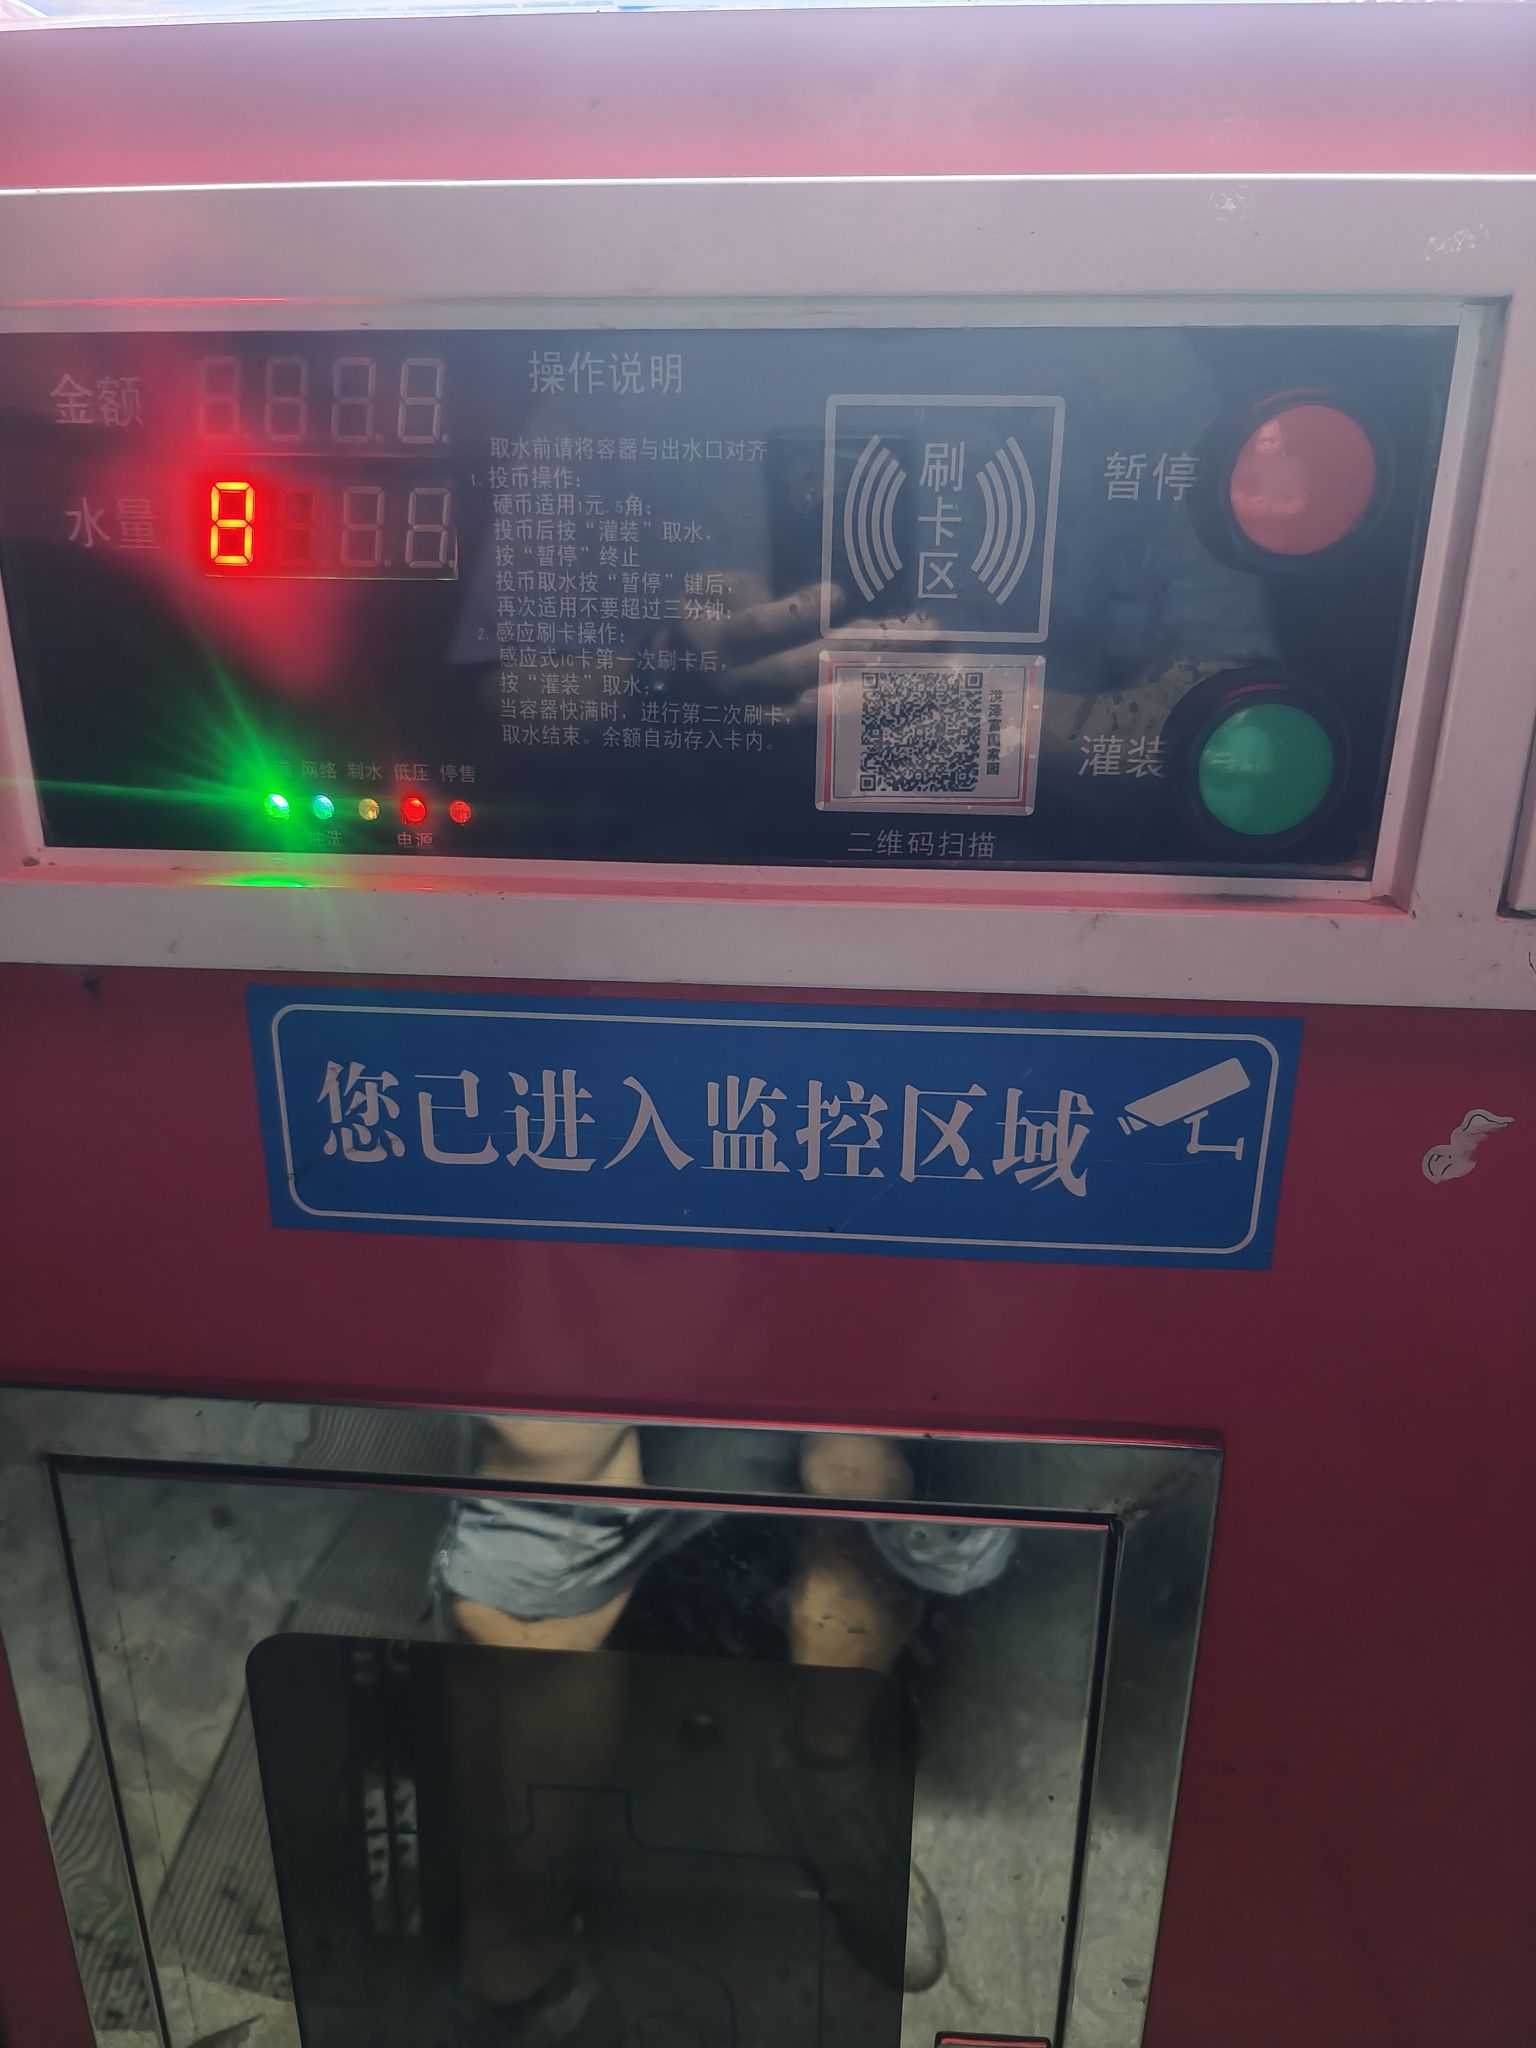 金额
水量
8
操作说明
取水前请将容器与出水口对齐
1. 投币操作：
硬币适用1元.5角；
投币后按“灌装”取水，
按“暂停”终止
投币取水按“暂停”键后，
再次适用不要超过三分钟；
2. 感应刷卡操作：
感应式IC卡第一次刷卡后，
按“灌装”取水；
当容器快满时，进行第二次刷卡，
取水结束。余额自动存入卡内。
刷卡区
暂停
灌装
二维码扫描
满 网络 制水 低压 停售
冲洗 电源
您已进入监控区域